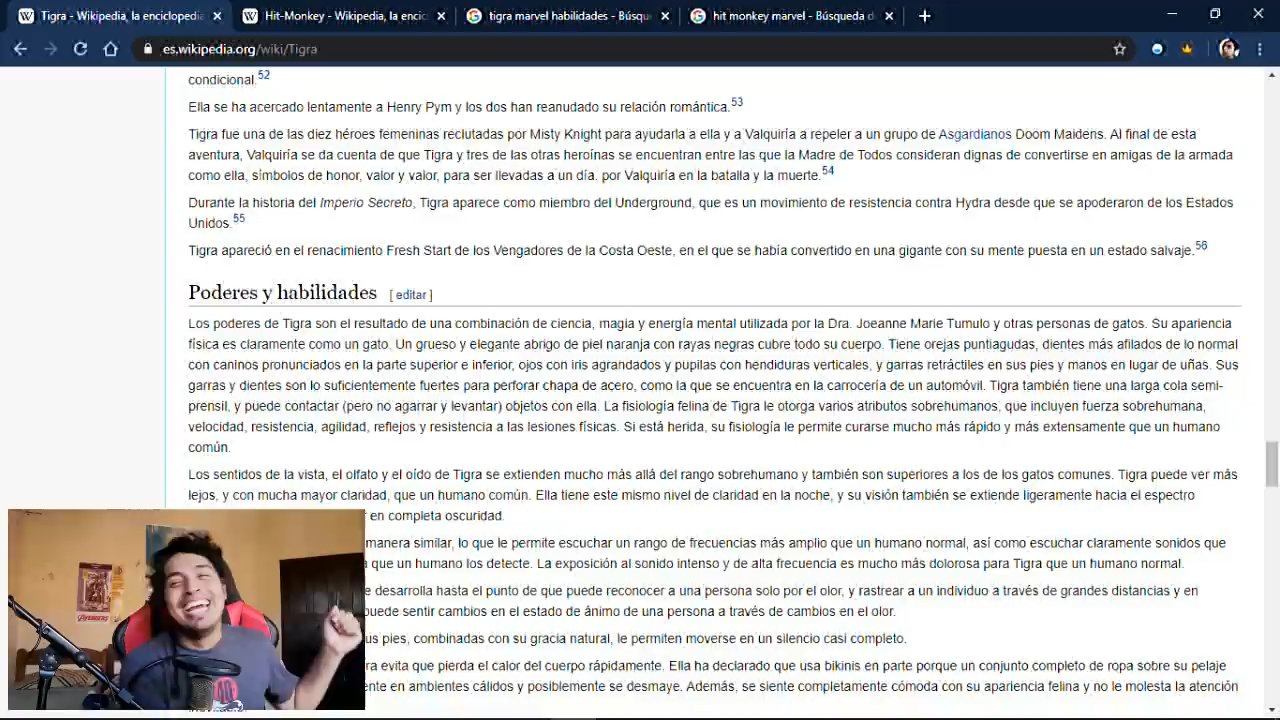 Tigra - Wikipedia, la enciclopedia
Hit-Monkey - Wikipedia, la encic
tigra marvel habilidades - Búsqu
hit monkey marvel - Búsqueda d
es.wikipedia.org/wiki/Tigra
condicional.52
Ella se ha acercado lentamente a Henry Pym y los dos han reanudado su relación romántica.53
Tigra fue una de las diez héroes femeninas reclutadas por Misty Knight para ayudarla a ella y a Valquiría a repeler a un grupo de Asgardianos Doom Maidens. Al final de esta
aventura, Valquiría se da cuenta de que Tigra y tres de las otras heroínas se encuentran entre las que la Madre de Todos consideran dignas de convertirse en amigas de la armada
como ella, símbolos de honor, valor y valor, para ser llevadas a un día. por Valquiría en la batalla y la muerte.54
Durante la historia del Imperio Secreto, Tigra aparece como miembro del Underground, que es un movimiento de resistencia contra Hydra desde que se apoderaron de los Estados
Unidos.55
Tigra apareció en el renacimiento Fresh Start de los Vengadores de la Costa Oeste, en el que se había convertido en una gigante con su mente puesta en un estado salvaje.56
Poderes y habilidades [ editar ]
Los poderes de Tigra son el resultado de una combinación de ciencia, magia y energía mental utilizada por la Dra. Joeanne Marie Tumulo y otras personas de gatos. Su apariencia
física es claramente como un gato. Un grueso y elegante abrigo de piel naranja con rayas negras cubre todo su cuerpo. Tiene orejas puntiagudas, dientes más afilados de lo normal
con caninos pronunciados en la parte superior e inferior, ojos con iris agrandados y pupilas con hendiduras verticales, y garras retráctiles en sus pies y manos en lugar de uñas. Sus
garras y dientes son lo suficientemente fuertes para perforar chapa de acero, como la que se encuentra en la carrocería de un automóvil. Tigra también tiene una larga cola semi-
prensil, y puede contactar (pero no agarrar y levantar) objetos con ella. La fisiología felina de Tigra le otorga varios atributos sobrehumanos, que incluyen fuerza sobrehumana,
velocidad, resistencia, agilidad, reflejos y resistencia a las lesiones físicas. Si está herida, su fisiología le permite curarse mucho más rápido y más extensamente que un humano
común.
Los sentidos de la vista, el olfato y el oído de Tigra se extienden mucho más allá del rango sobrehumano y también son superiores a los de los gatos comunes. Tigra puede ver más
lejos, y con mucha mayor claridad, que un humano común. Ella tiene este mismo nivel de claridad en la noche, y su visión también se extiende ligeramente hacia el espectro
en completa oscuridad.
manera similar, lo que le permite escuchar un rango de frecuencias más amplio que un humano normal, así como escuchar claramente sonidos que
que un humano los detecte. La exposición al sonido intenso y de alta frecuencia es mucho más dolorosa para Tigra que un humano normal.
e desarrolla hasta el punto de que puede reconocer a una persona solo por el olor, y rastrear a un individuo a través de grandes distancias y en
puede sentir cambios en el estado de ánimo de una persona a través de cambios en el olor.
us pies, combinadas con su gracia natural, le permiten moverse en un silencio casi completo.
ra evita que pierda el calor del cuerpo rápidamente. Ella ha declarado que usa bikinis en parte porque un conjunto completo de ropa sobre su pelaje
ente en ambientes cálidos y posiblemente se desmaye. Además, se siente completamente cómoda con su apariencia felina y no le molesta la atención
AVENGERS